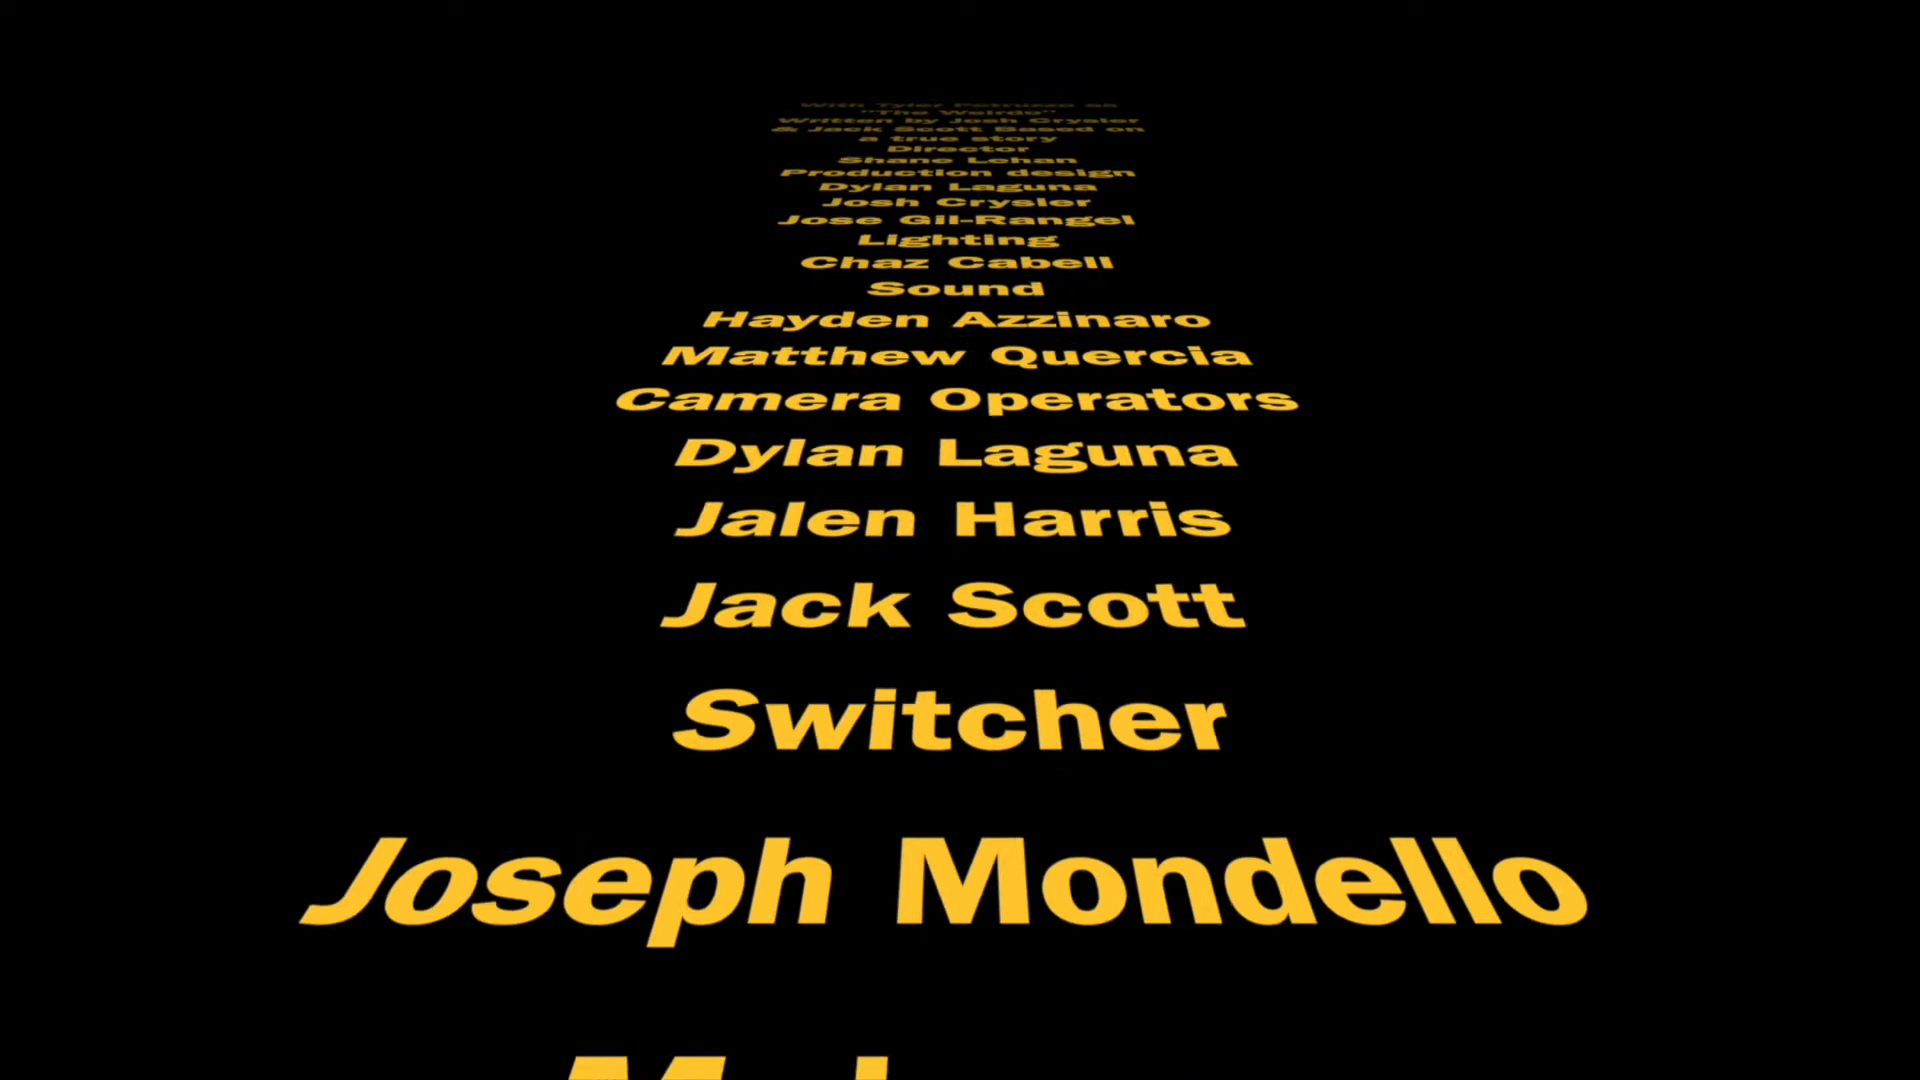 With Tyler Petruzzo as
"The Weirdo"
Written by Josh Crysler
& Jack Scott Based on
a true story
Director
Shane Lehan
Production design
Dylan Laguna
Josh Crysler
Jose Gil-Rangel
Lighting
Chaz Cabell
Sound
Hayden Azzinaro
Matthew Quercia
Camera Operators
Dylan Laguna
Jalen Harris
Jack Scott
Switcher
Joseph Mondello